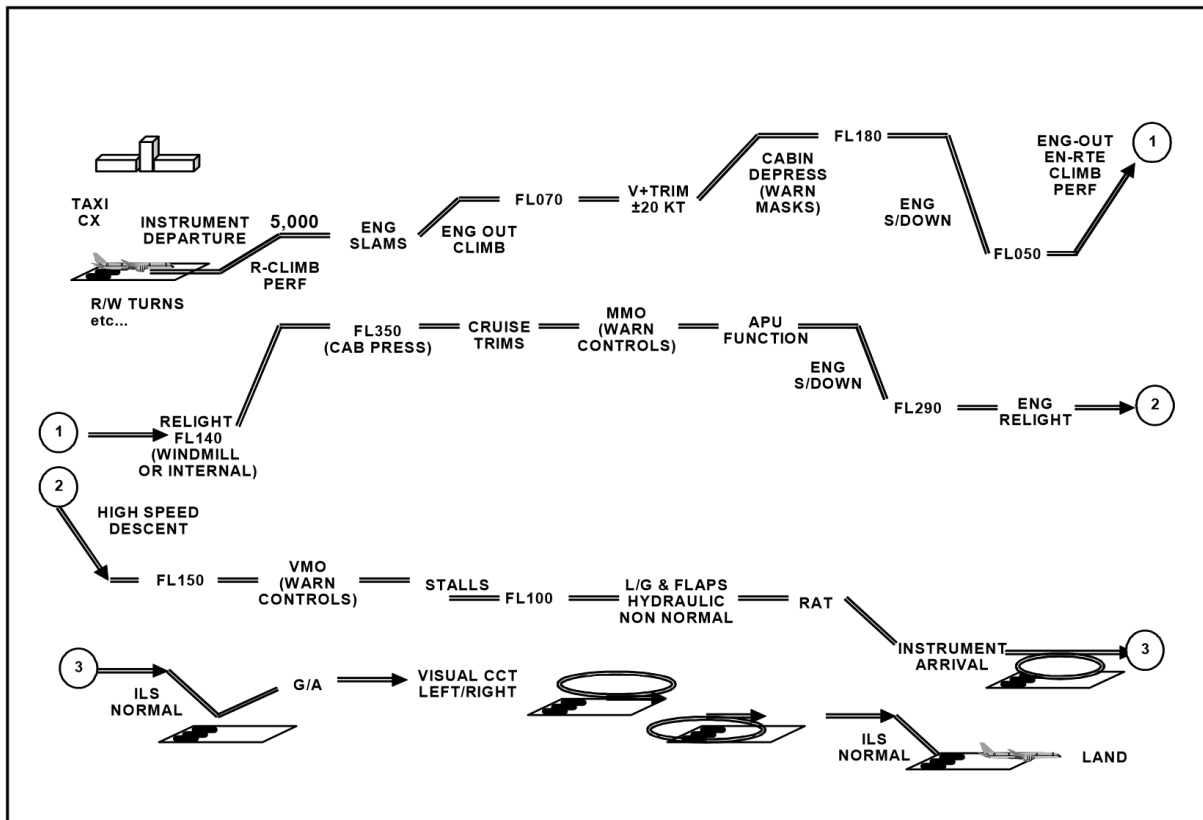 TAXI
CX
INSTRUMENT
DEPARTURE
5,000
R-CLIMB
PERF
R/W TURNS
etc...
ENG
SLAMS
ENG OUT
CLIMB
FL070
V+TRIM
±20 KT
CABIN
DEPRESS
(WARN
MASKS)
FL180
ENG
S/DOWN
FL050
ENG-OUT
EN-RTE
CLIMB
PERF
1
1
RELIGHT
FL140
(WINDMILL
OR INTERNAL)
FL350
(CAB PRESS)
CRUISE
TRIMS
MMO
(WARN
CONTROLS)
APU
FUNCTION
ENG
S/DOWN
FL290
ENG
RELIGHT
2
2
HIGH SPEED
DESCENT
FL150
VMO
(WARN
CONTROLS)
STALLS
FL100
L/G & FLAPS
HYDRAULIC
NON NORMAL
RAT
INSTRUMENT
ARRIVAL
3
3
ILS
NORMAL
G/A
VISUAL CCT
LEFT/RIGHT
ILS
NORMAL
LAND